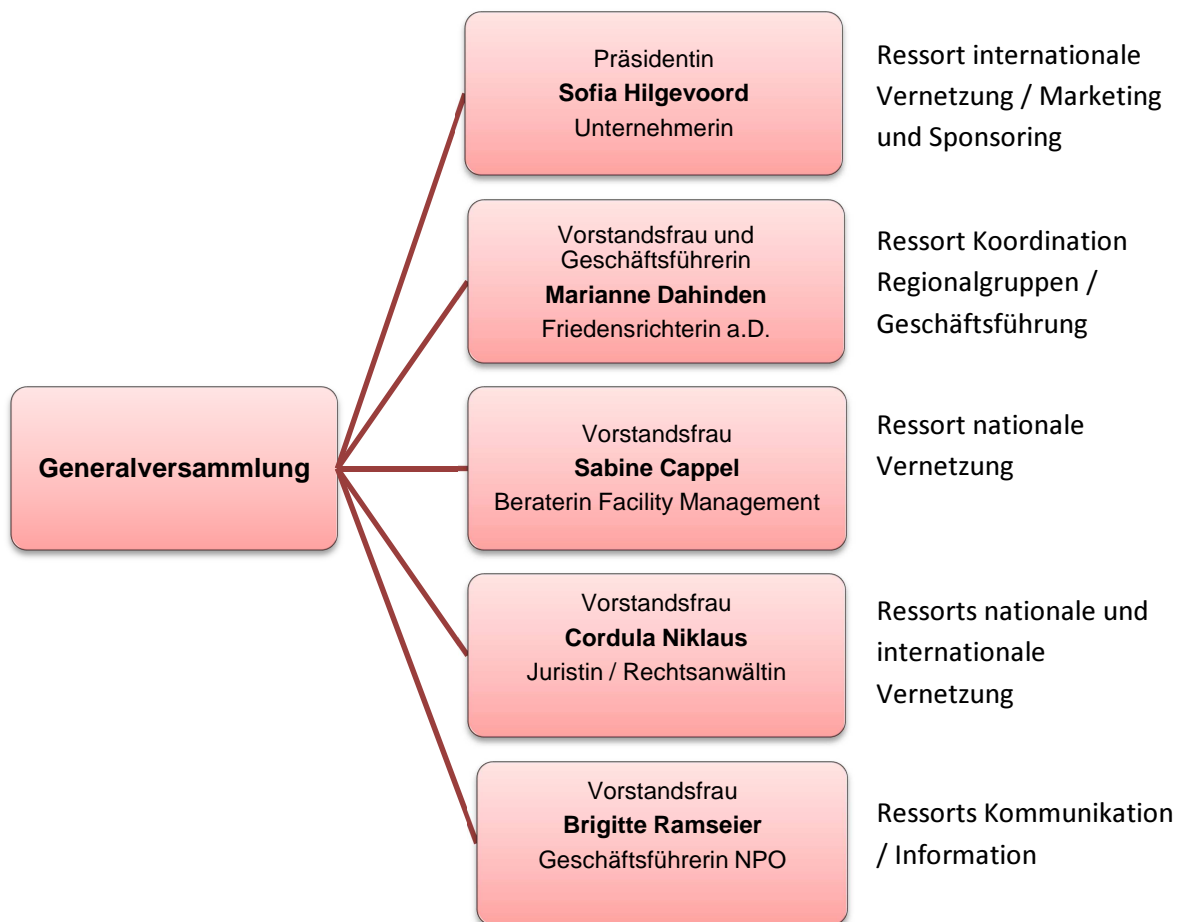 Präsidentin
Sofia Hilgevoord
Unternehmerin
Ressort internationale
Vernetzung / Marketing
und Sponsoring
Vorstandsfrau und
Geschäftsführerin
Marianne Dahinden
Friedensrichterin a.D.
Ressort Koordination
Regionalgruppen /
Geschäftsführung
Generalversammlung
Vorstandsfrau
Sabine Cappel
Beraterin Facility Management
Ressort nationale
Vernetzung
Vorstandsfrau
Cordula Niklaus
Juristin / Rechtsanwältin
Ressorts nationale und
internationale
Vernetzung
Vorstandsfrau
Brigitte Ramseier
Geschäftsführerin NPO
Ressorts Kommunikation
/ Information